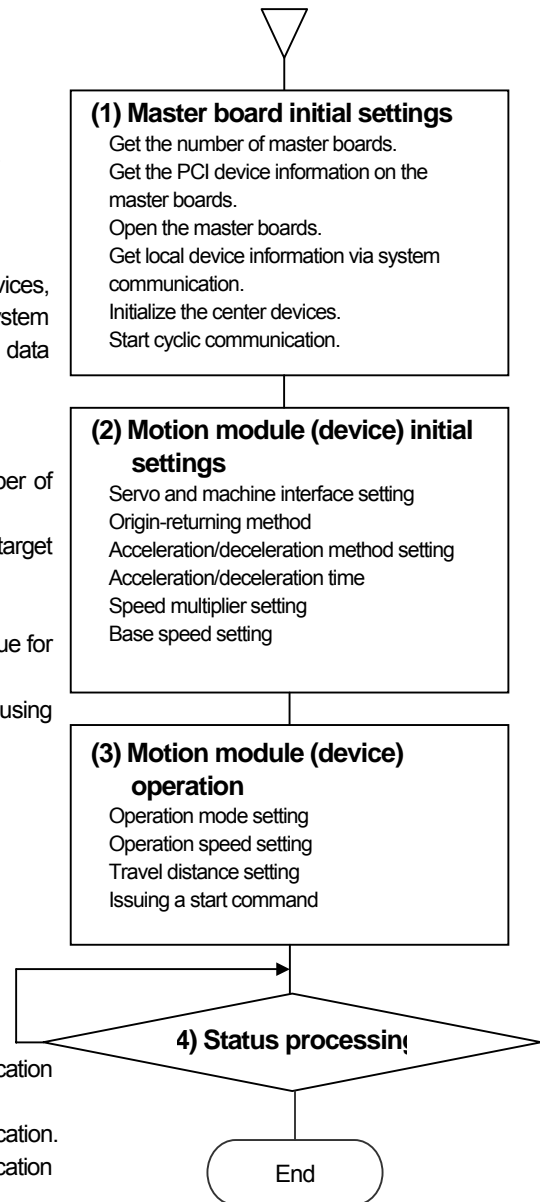 (1) Master board initial settings
Get the number of master boards.
Get the PCI device information on the
master boards.
Open the master boards.
Get local device information via system
communication.
Initialize the center devices.
Start cyclic communication.
vices,
ystem
data
(2) Motion module (device) initial
settings
Servo and machine interface setting
Origin-returning method
Acceleration/deceleration method setting
Acceleration/deceleration time
Speed multiplier setting
Base speed setting
ber of
target
ue for
using
(3) Motion module (device)
operation
Operation mode setting
Operation speed setting
Travel distance setting
Issuing a start command
4) Status processing
cation
cation.
cation
End